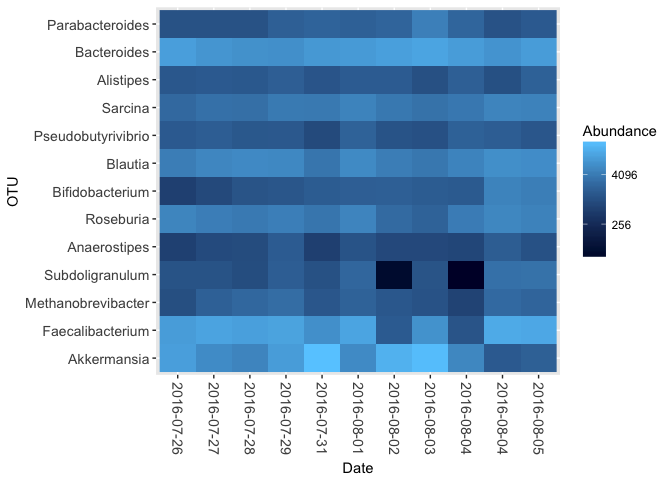 Parabacteroides
Bacteroides
Alistipes
Sarcina
Pseudobutyrivibrio
Blautia
Bifidobacterium
Roseburia
Anaerostipes
Subdoligranulum
Methanobrevibacter
Faecalibacterium
Akkermansia
OTU
2016-07-26
2016-07-27
2016-07-28
2016-07-29
2016-07-31
2016-08-01
2016-08-02
2016-08-03
2016-08-04
2016-08-04
2016-08-05
Date
Abundance
4096
256